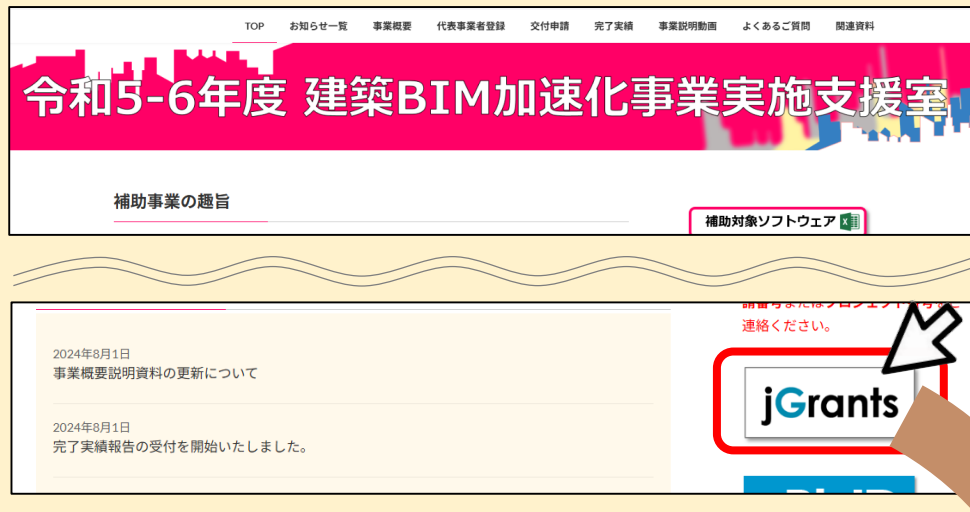 TOP お知らせ一覧 事業概要 代表事業者登録 交付申請 完了実績 事業説明動画 よくあるご質問 関連資料
令和5-6年度 建築BIM加速化事業実施支援室
補助事業の趣旨
補助対象ソフトウェア
連絡ください。
2024年8月1日
事業概要説明資料の更新について
2024年8月1日
完了実績報告の受付を開始いたしました。
jGrants